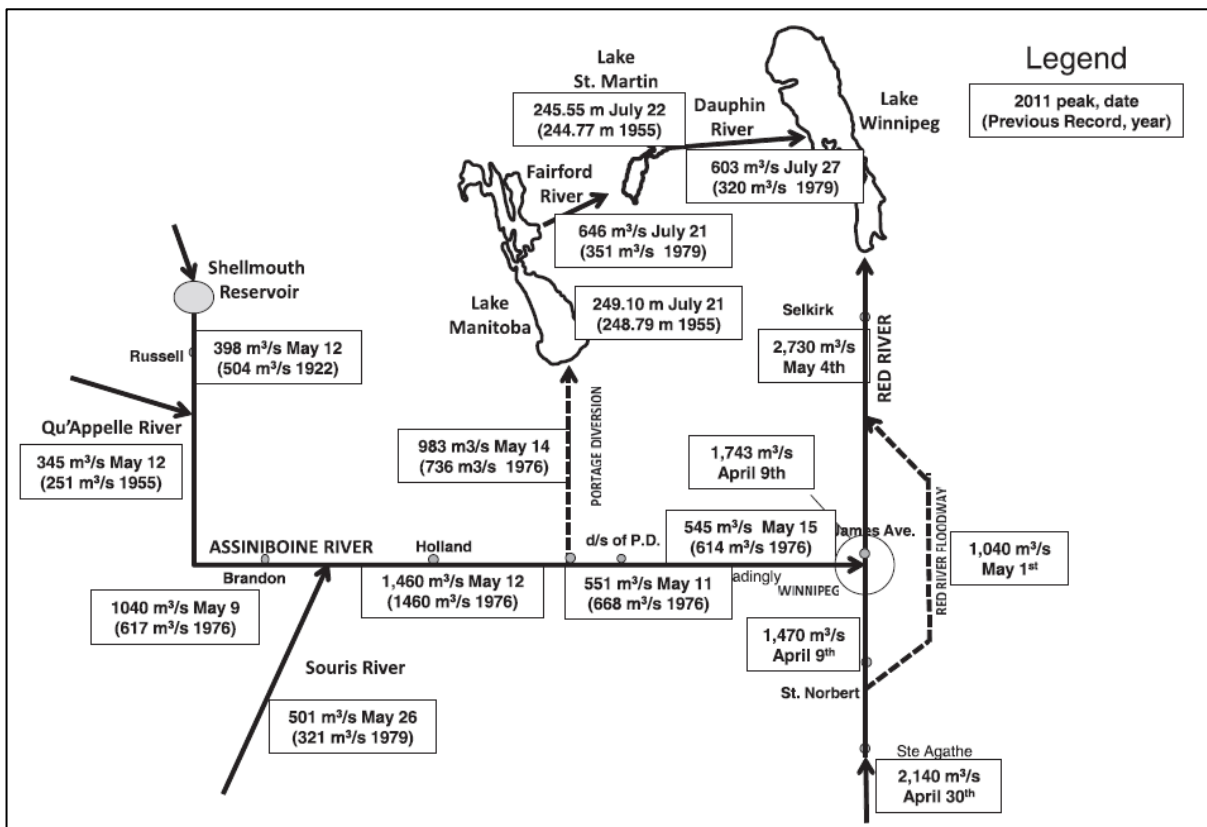 Legend
2011 peak, date
(Previous Record, year)
Lake
St. Martin
245.55 m July 22
(244.77 m 1955)
Dauphin
River
Lake
Winnipeg
603 m³/s July 27
(320 m³/s 1979)
Fairford
River
646 m³/s July 21
(351 m³/s 1979)
Shellmouth
Reservoir
Lake
Manitoba
249.10 m July 21
(248.79 m 1955)
Selkirk
2,730 m³/s
May 4th
RED RIVER
Russell
398 m³/s May 12
(504 m³/s 1922)
Qu'Appelle River
345 m³/s May 12
(251 m³/s 1955)
983 m3/s May 14
(736 m3/s 1976)
PORTAGE DIVERSION
1,743 m³/s
April 9th
RED RIVER FLOODWAY
1,040 m³/s
May 1st
ASSINIBOINE RIVER
Holland
d/s of P.D.
545 m³/s May 15
(614 m³/s 1976)
James Ave.
Brandon
1,460 m³/s May 12
(1460 m³/s 1976)
551 m³/s May 11
(668 m³/s 1976)
adingly
WINNIPEG
1040 m³/s May 9
(617 m³/s 1976)
1,470 m³/s
April 9th
Souris River
St. Norbert
501 m³/s May 26
(321 m³/s 1979)
Ste Agathe
2,140 m³/s
April 30th